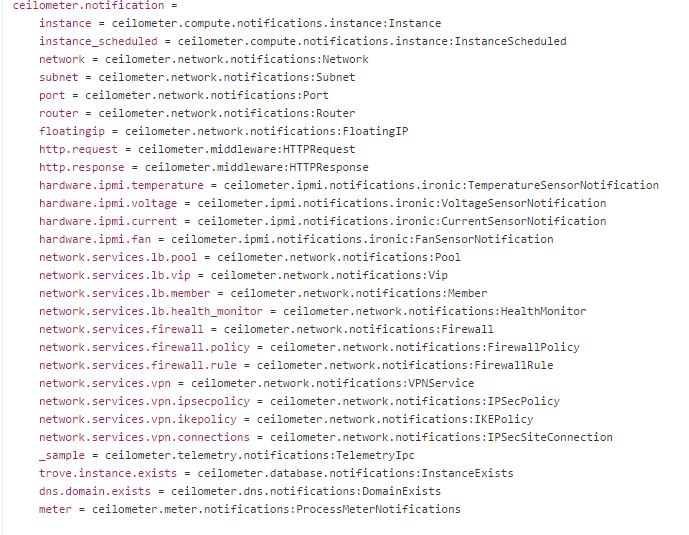 ceilometer.notification =
instance = ceilometer.compute.notifications.instance:Instance
instance_scheduled = ceilometer.compute.notifications.instance:InstanceScheduled
network = ceilometer.network.notifications:Network
subnet = ceilometer.network.notifications:Subnet
port = ceilometer.network.notifications:Port
router = ceilometer.network.notifications:Router
floatingip = ceilometer.network.notifications:FloatingIP
http.request = ceilometer.middleware:HTTPRequest
http.response = ceilometer.middleware:HTTPResponse
hardware.ipmi.temperature = ceilometer.ipmi.notifications.ironic:TemperatureSensorNotification
hardware.ipmi.voltage = ceilometer.ipmi.notifications.ironic:VoltageSensorNotification
hardware.ipmi.current = ceilometer.ipmi.notifications.ironic:CurrentSensorNotification
hardware.ipmi.fan = ceilometer.ipmi.notifications.ironic:FanSensorNotification
network.services.lb.pool = ceilometer.network.notifications:Pool
network.services.lb.vip = ceilometer.network.notifications:Vip
network.services.lb.member = ceilometer.network.notifications:Member
network.services.lb.health_monitor = ceilometer.network.notifications:HealthMonitor
network.services.firewall = ceilometer.network.notifications:Firewall
network.services.firewall.policy = ceilometer.network.notifications:FirewallPolicy
network.services.firewall.rule = ceilometer.network.notifications:FirewallRule
network.services.vpn = ceilometer.network.notifications:VPNService
network.services.vpn.ipsecpolicy = ceilometer.network.notifications:IPSecPolicy
network.services.vpn.ikepolicy = ceilometer.network.notifications:IKEPolicy
network.services.vpn.connections = ceilometer.network.notifications:IPSecSiteConnection
_sample = ceilometer.telemetry.notifications:TelemetryIpc
trove.instance.exists = ceilometer.database.notifications:InstanceExists
dns.domain.exists = ceilometer.dns.notifications:DomainExists
meter = ceilometer.meter.notifications:ProcessMeterNotifications